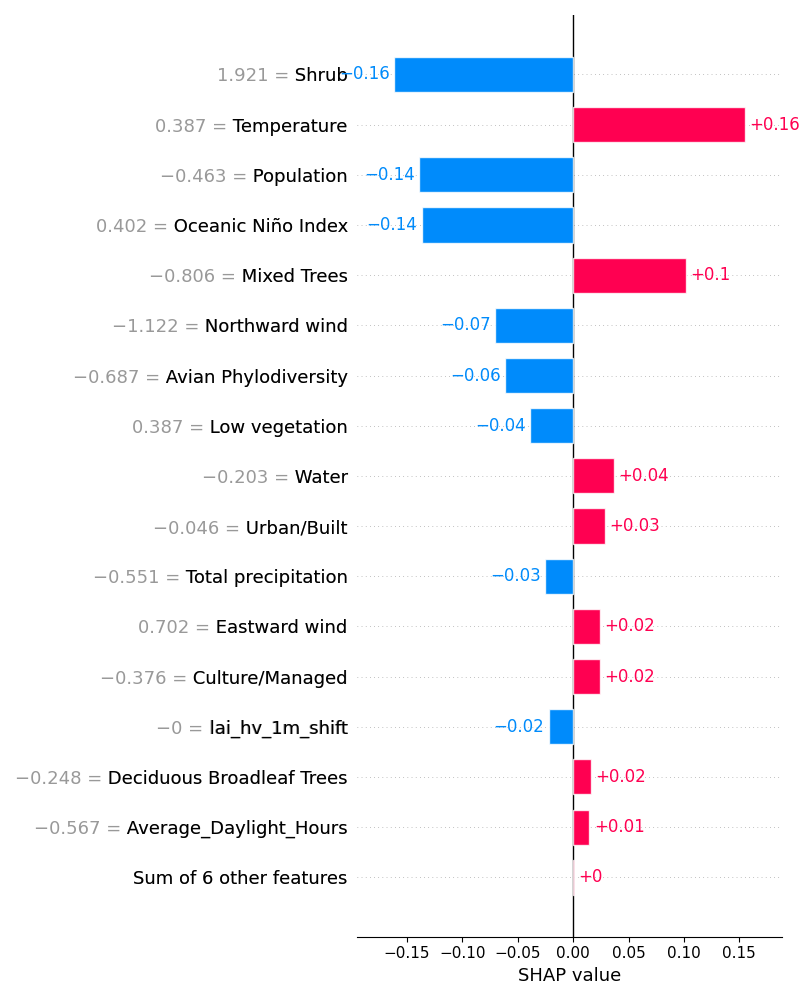 1.921 = Shrub −0.16
0.387 = Temperature +0.16
−0.463 = Population −0.14
0.402 = Oceanic Niño Index −0.14
−0.806 = Mixed Trees +0.1
−1.122 = Northward wind −0.07
−0.687 = Avian Phylodiversity −0.06
0.387 = Low vegetation −0.04
−0.203 = Water +0.04
−0.046 = Urban/Built +0.03
−0.551 = Total precipitation −0.03
0.702 = Eastward wind +0.02
−0.376 = Culture/Managed +0.02
−0 = lai_hv_1m_shift −0.02
−0.248 = Deciduous Broadleaf Trees +0.02
−0.567 = Average_Daylight_Hours +0.01
Sum of 6 other features +0
−0.15 −0.10 −0.05 0.00 0.05 0.10 0.15
SHAP value